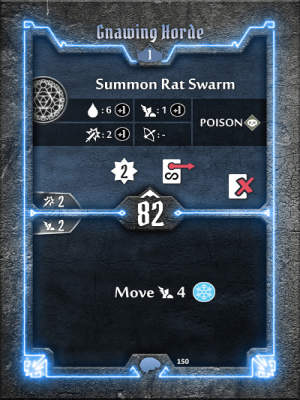 Gnawing Horde
1
Summon Rat Swarm
: 6 +1 : 1 +1
: 2 +1 : -
POISON
2
2
82
2
Move 4
150